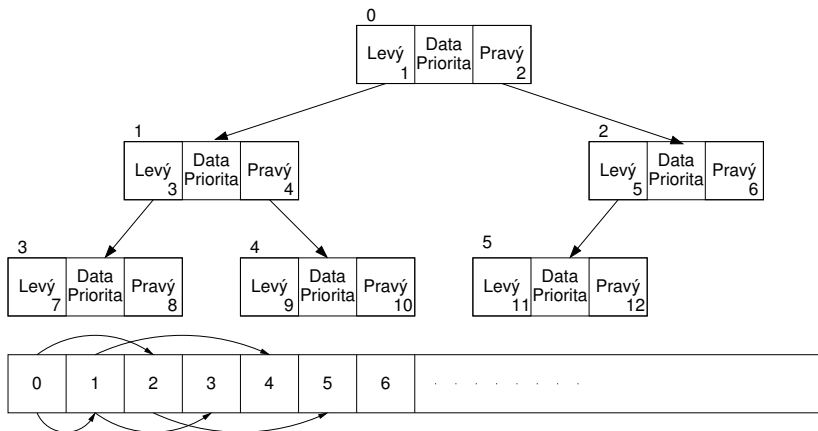 0
Levý 1 Data Priorita Pravý 2
1
Levý 3 Data Priorita Pravý 4
2
Levý 5 Data Priorita Pravý 6
3
Levý 7 Data Priorita Pravý 8
4
Levý 9 Data Priorita Pravý 10
5
Levý 11 Data Priorita Pravý 12
0 1 2 3 4 5 6 . . . . . . . .